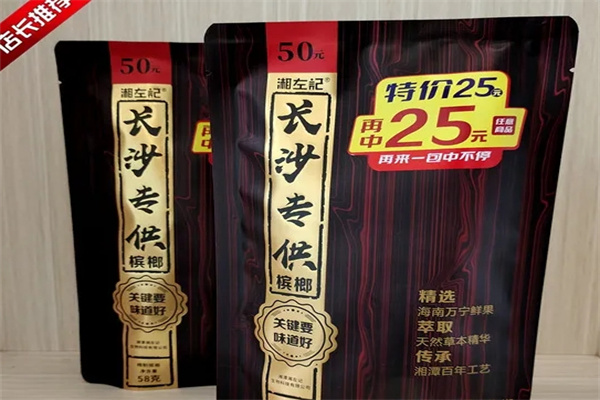 店长推荐
50元
湘左記
长沙专供
槟榔
关键要
味道好
58克
再
中
50元
湘左記
长沙专供
槟榔
关键要
味道好
特价25元
再中25元任意商品
再来一包中不停
精选
海南万宁鲜果
萃取
天然草本精华
传承
湘潭百年工艺